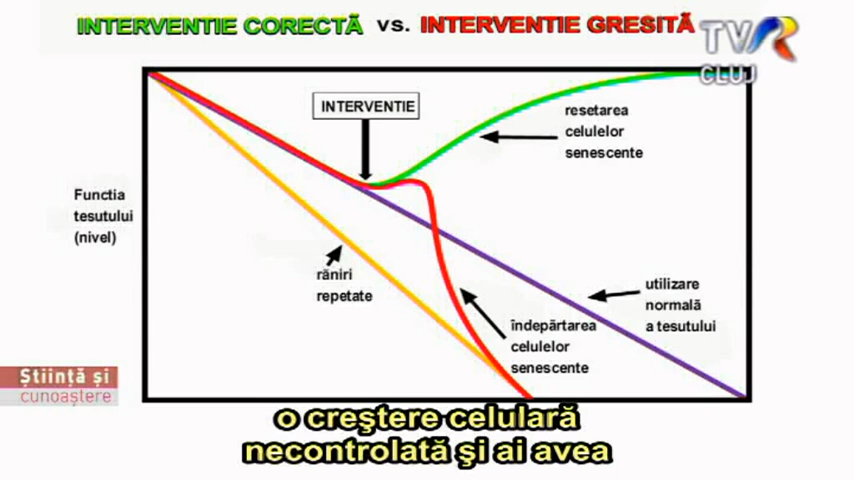 INTERVENTIE CORECTĂ vs. INTERVENTIE GRESITĂ
TVR
CLUJ
INTERVENTIE
resetarea
celulelor
senescente
Functia
tesutului
(nivel)
răniri
repetate
utilizare
normală
a tesutului
îndepărtarea
celulelor
senescente
Ştiinţă şi
cunoaştere
o creştere celulară
necontrolată şi ai avea